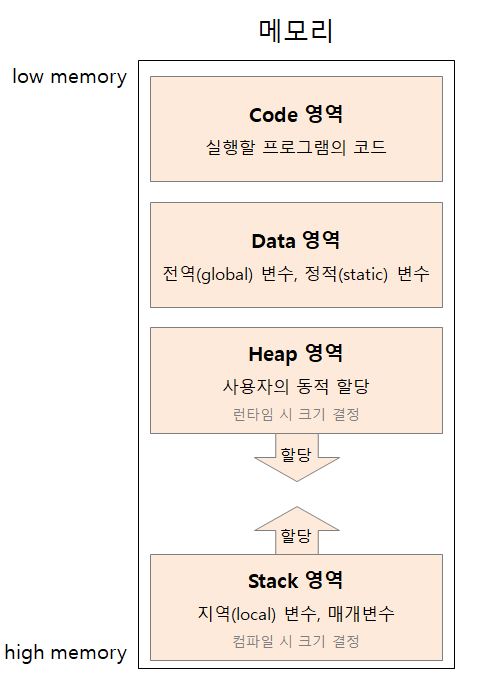 메모리
low memory
Code 영역
실행할 프로그램의 코드
Data 영역
전역(global) 변수, 정적(static) 변수
Heap 영역
사용자의 동적 할당
런타임 시 크기 결정
할당
할당
Stack 영역
지역(local) 변수, 매개변수
컴파일 시 크기 결정
high memory